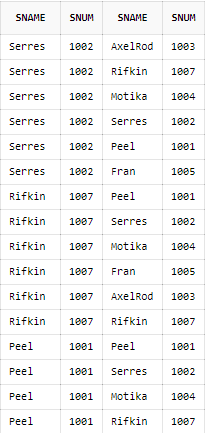 SNAME SNUM SNAME SNUM
Serres 1002 AxelRod 1003
Serres 1002 Rifkin 1007
Serres 1002 Motika 1004
Serres 1002 Serres 1002
Serres 1002 Peel 1001
Serres 1002 Fran 1005
Rifkin 1007 Peel 1001
Rifkin 1007 Serres 1002
Rifkin 1007 Motika 1004
Rifkin 1007 Fran 1005
Rifkin 1007 AxelRod 1003
Rifkin 1007 Rifkin 1007
Peel 1001 Peel 1001
Peel 1001 Serres 1002
Peel 1001 Motika 1004
Peel 1001 Rifkin 1007